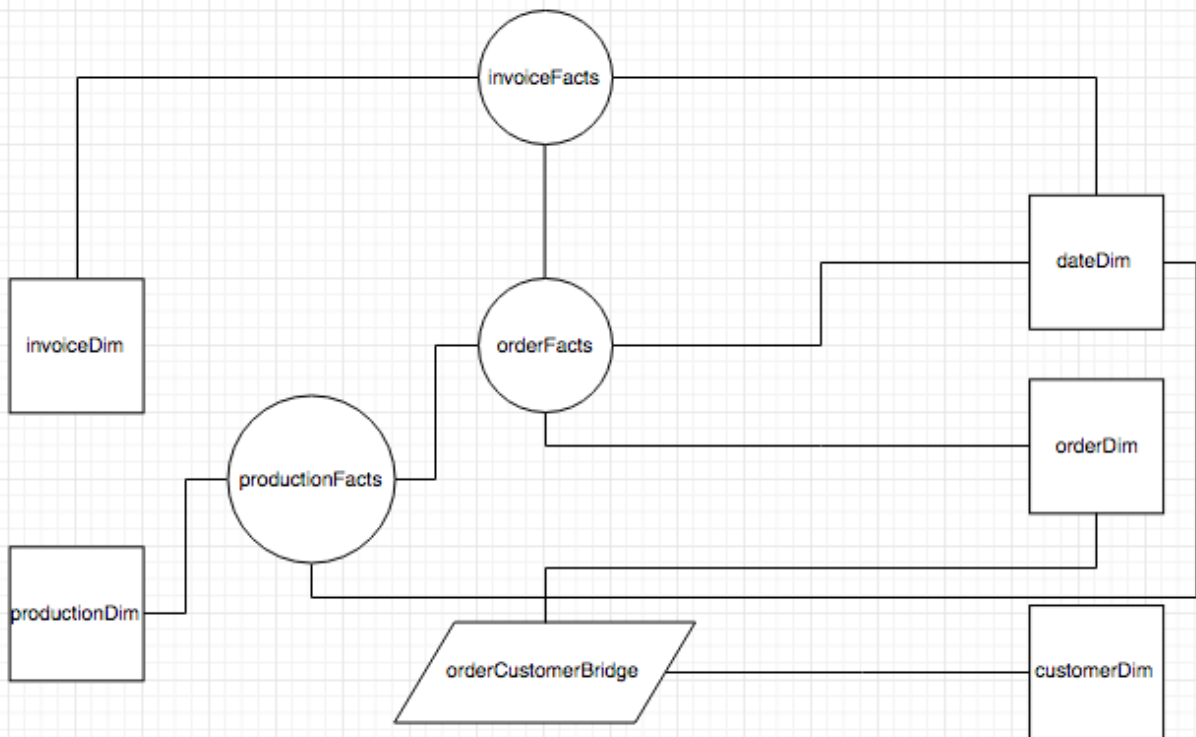 invoiceFacts
dateDim
invoiceDim
orderFacts
orderDim
productionFacts
productionDim
orderCustomerBridge
customerDim